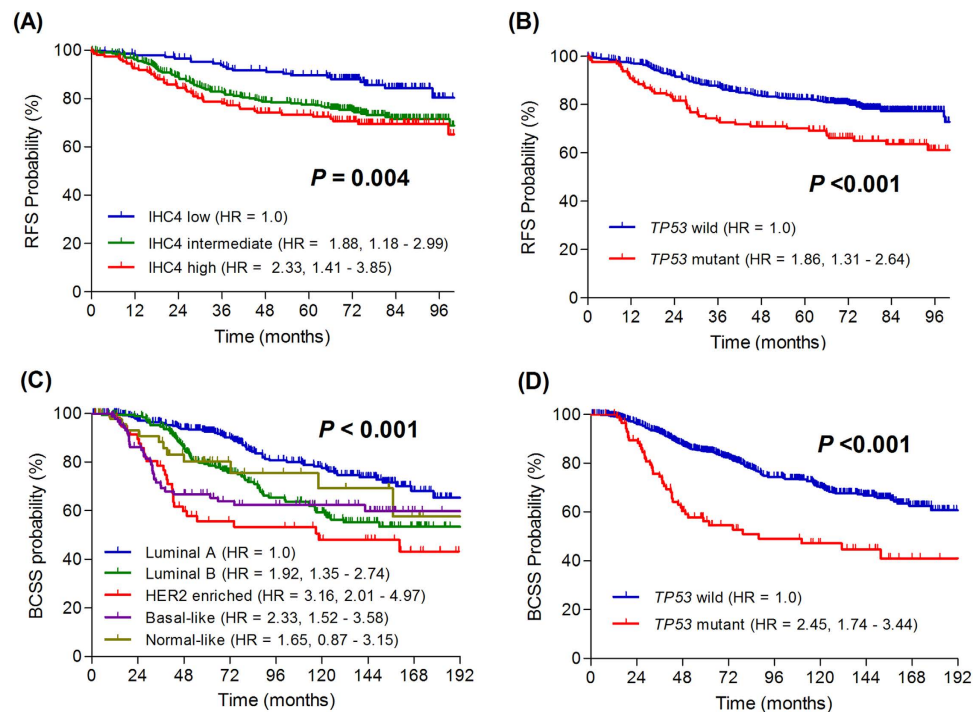 (A)
100
80
60
40
20
0
RFS Probability (%)
P = 0.004
IHC4 low (HR = 1.0)
IHC4 intermediate (HR = 1.88, 1.18 - 2.99)
IHC4 high (HR = 2.33, 1.41 - 3.85)
0 12 24 36 48 60 72 84 96
Time (months)
(B)
100
80
60
40
20
0
RFS Probability (%)
P <0.001
TP53 wild (HR = 1.0)
TP53 mutant (HR = 1.86, 1.31 - 2.64)
0 12 24 36 48 60 72 84 96
Time (months)
(C)
100
80
60
40
20
0
BCSS probability (%)
P < 0.001
Luminal A (HR = 1.0)
Luminal B (HR = 1.92, 1.35 - 2.74)
HER2 enriched (HR = 3.16, 2.01 - 4.97)
Basal-like (HR = 2.33, 1.52 - 3.58)
Normal-like (HR = 1.65, 0.87 - 3.15)
0 24 48 72 96 120 144 168 192
Time (months)
(D)
100
80
60
40
20
0
BCSS Probability (%)
P <0.001
TP53 wild (HR = 1.0)
TP53 mutant (HR = 2.45, 1.74 - 3.44)
0 24 48 72 96 120 144 168 192
Time (months)